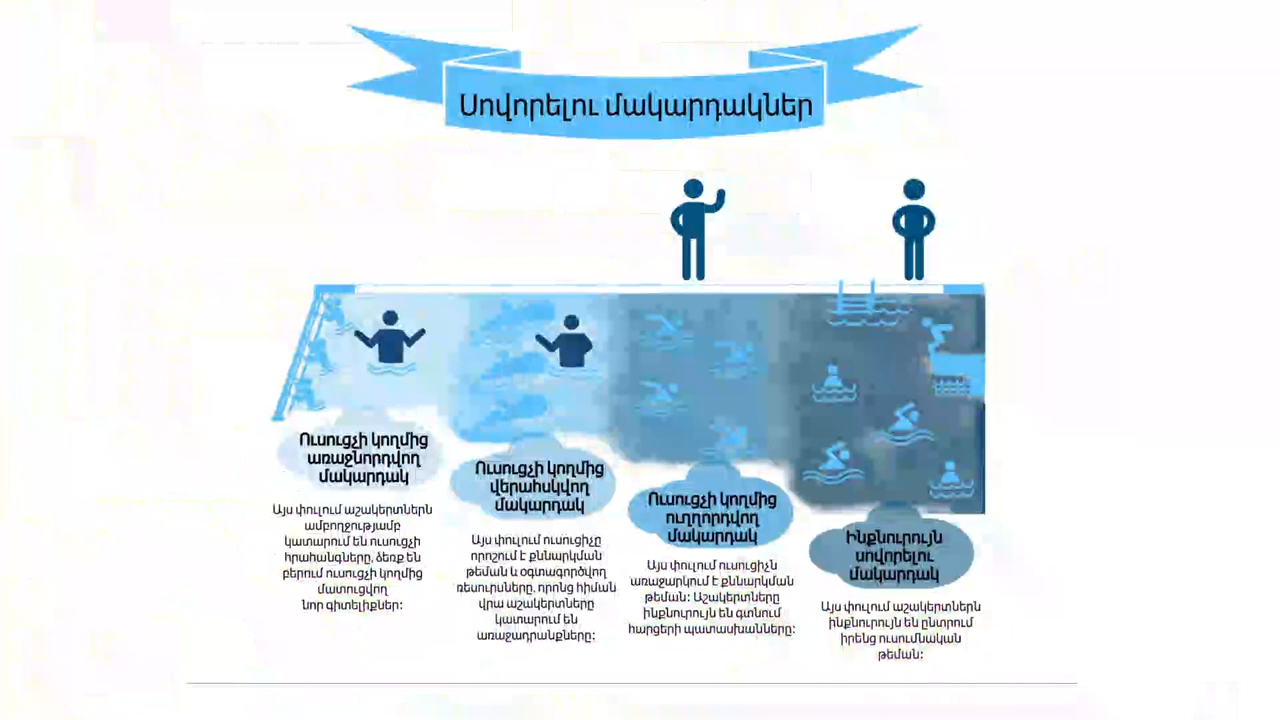 Սովորելու մակարդակներ
Ուսուցչի կողմից
առաջնորդվող
մակարդակ
Այս փուլում աշակերտներն
ամբողջությամբ
կատարում են ուսուցչի
հրահանգները, ձեռք են
բերում ուսուցչի կողմից
մատուցվող
նոր գիտելիքներ:
Ուսուցչի կողմից
վերահսկվող
մակարդակ
Այս փուլում ուսուցիչը
որոշում է քննարկման
թեման և օգտագործվող
ռեսուրսները, որոնց հիման
վրա աշակերտները
կատարում են
առաջադրանքները:
Ուսուցչի կողմից
ուղղորդվող
մակարդակ
Այս փուլում ուսուցիչն
առաջարկում է քննարկման
թեման: Աշակերտները
ինքնուրույն են գտնում
հարցերի պատասխանները:
Ինքնուրույն
սովորելու
մակարդակ
Այս փուլում աշակերտներն
ինքնուրույն են ընտրում
իրենց ուսումնական
թեման: